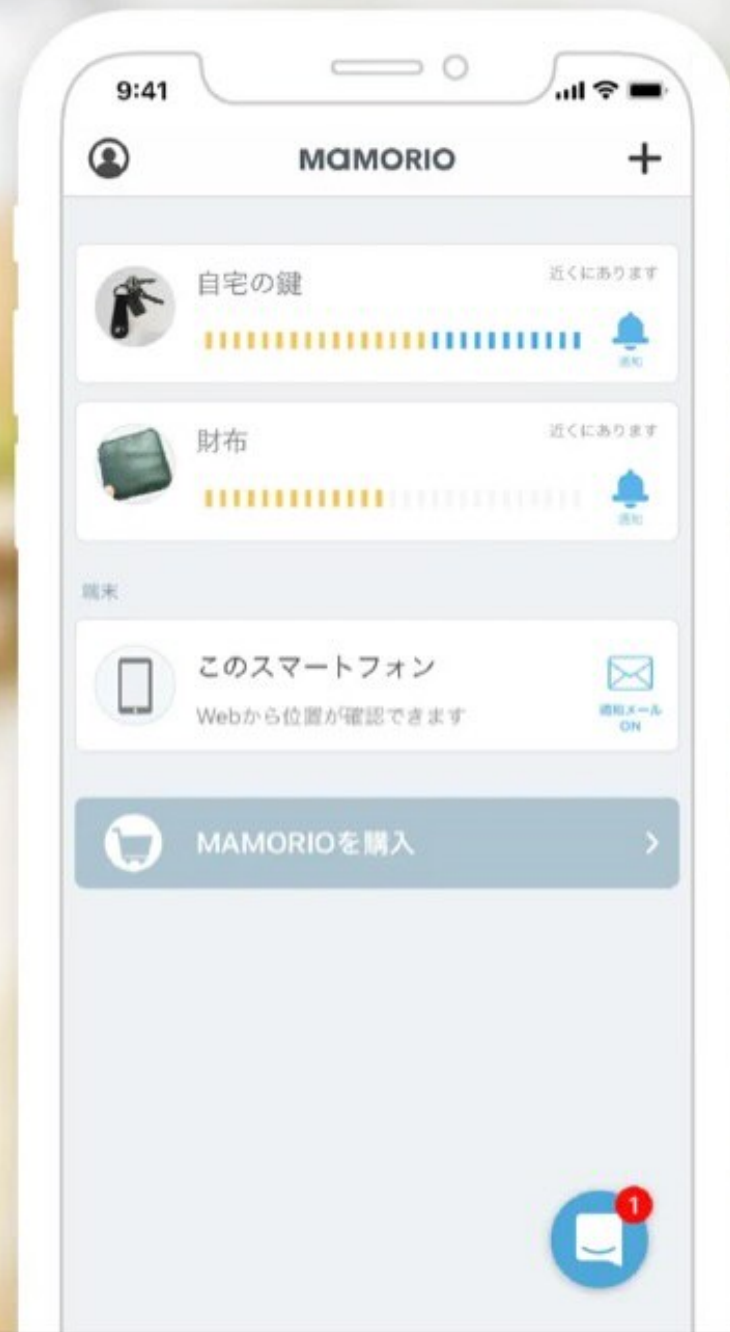 9:41
MAMORIO
自宅の鍵
近くにあります
通知
財布
近くにあります
通知
端末
このスマートフォン
Webから位置が確認できます
通知メール
ON
MAMORIOを購入
1